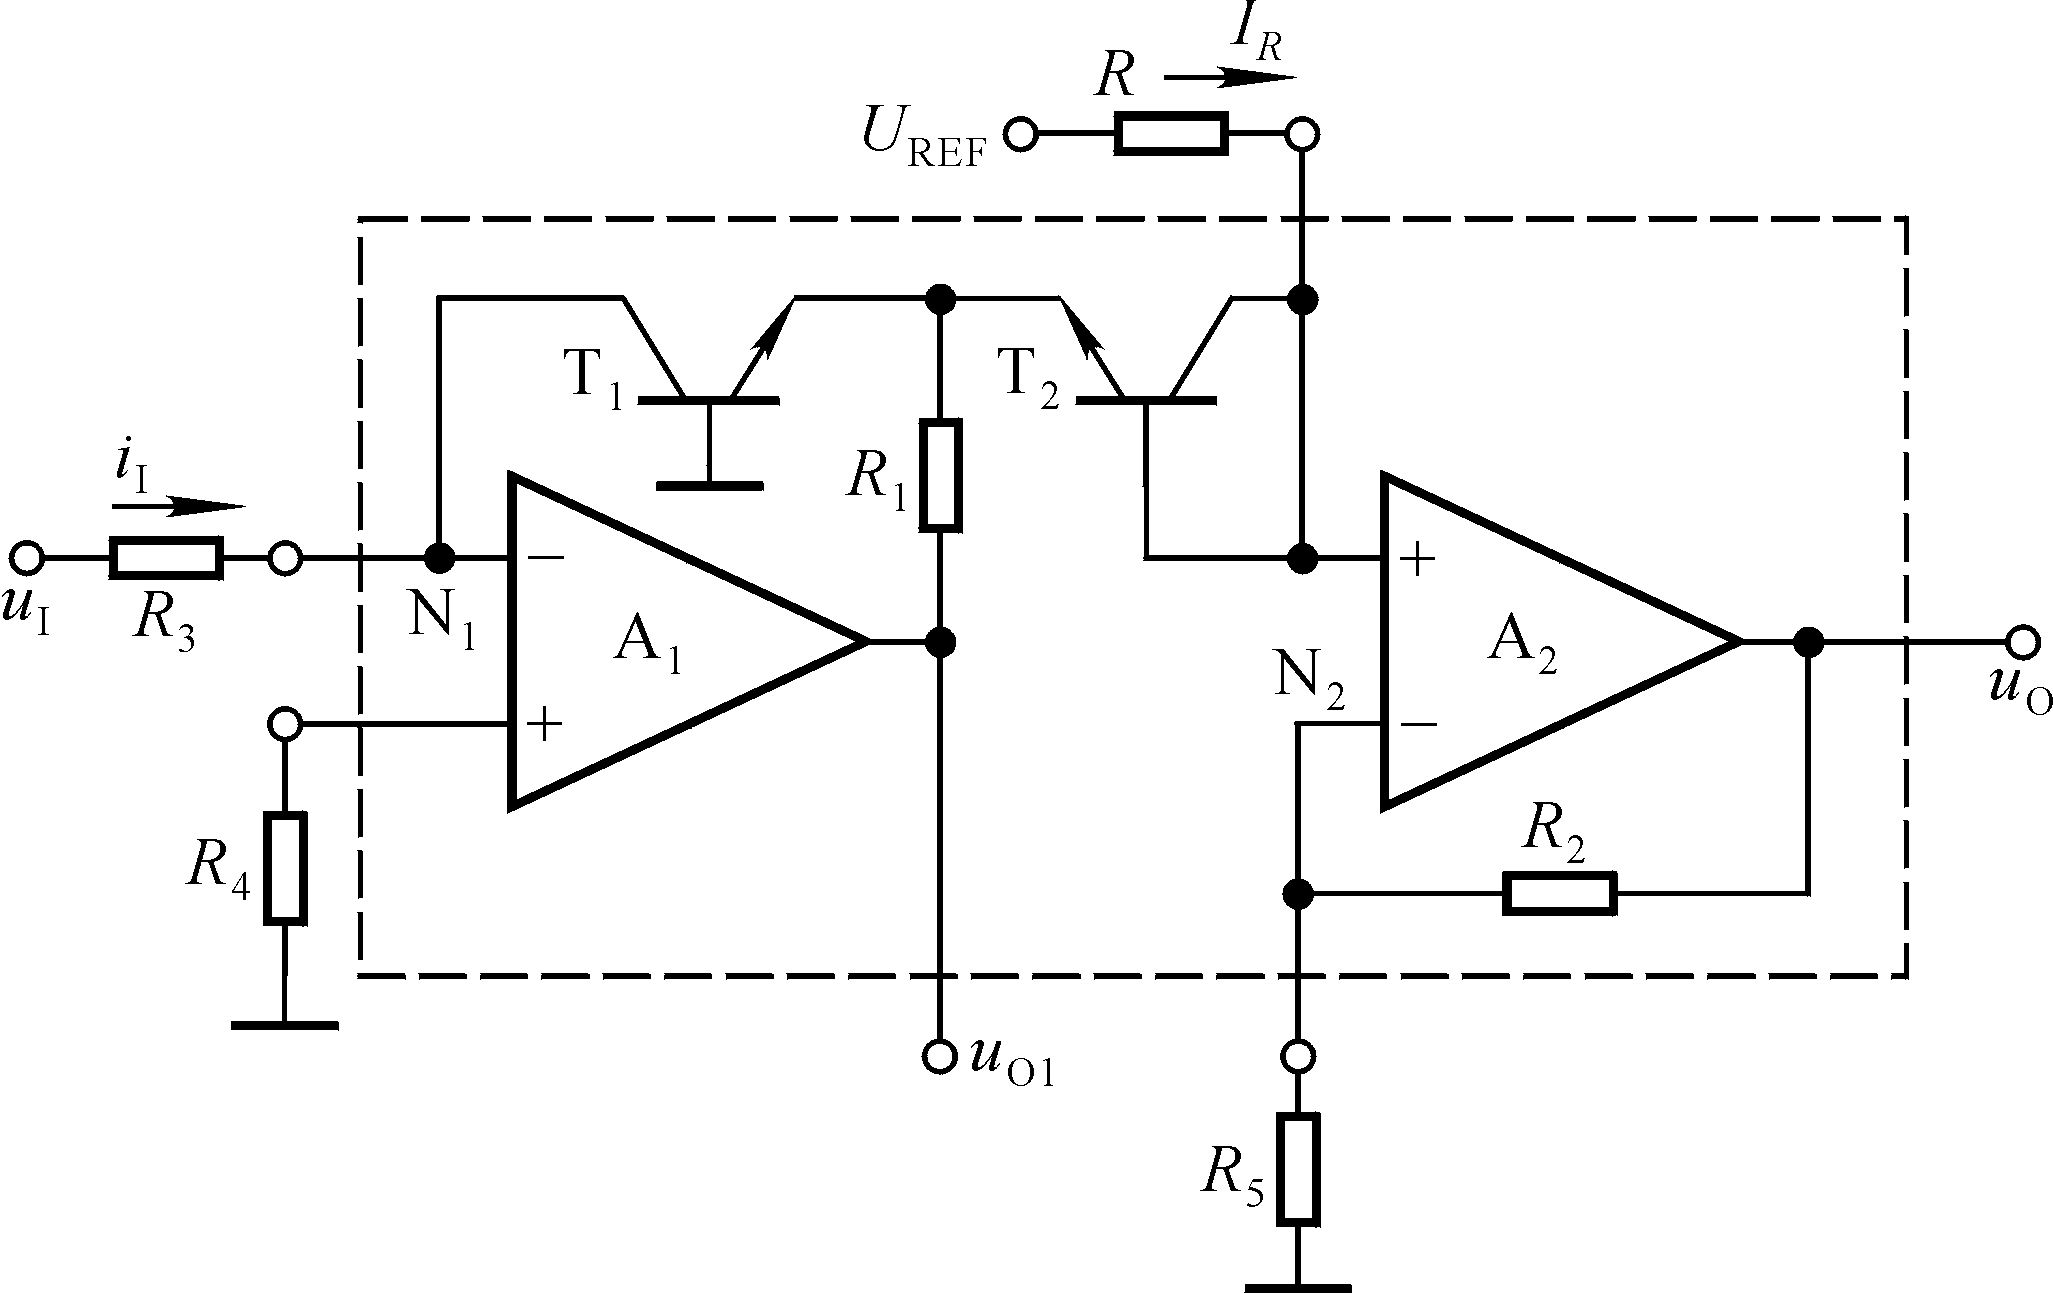 I_R
R
U_REF
T_1
T_2
i_I
R_1
u_I
R_3
N_1
−
+
A_1
+
−
A_2
N_2
u_O
R_4
R_2
u_O1
R_5